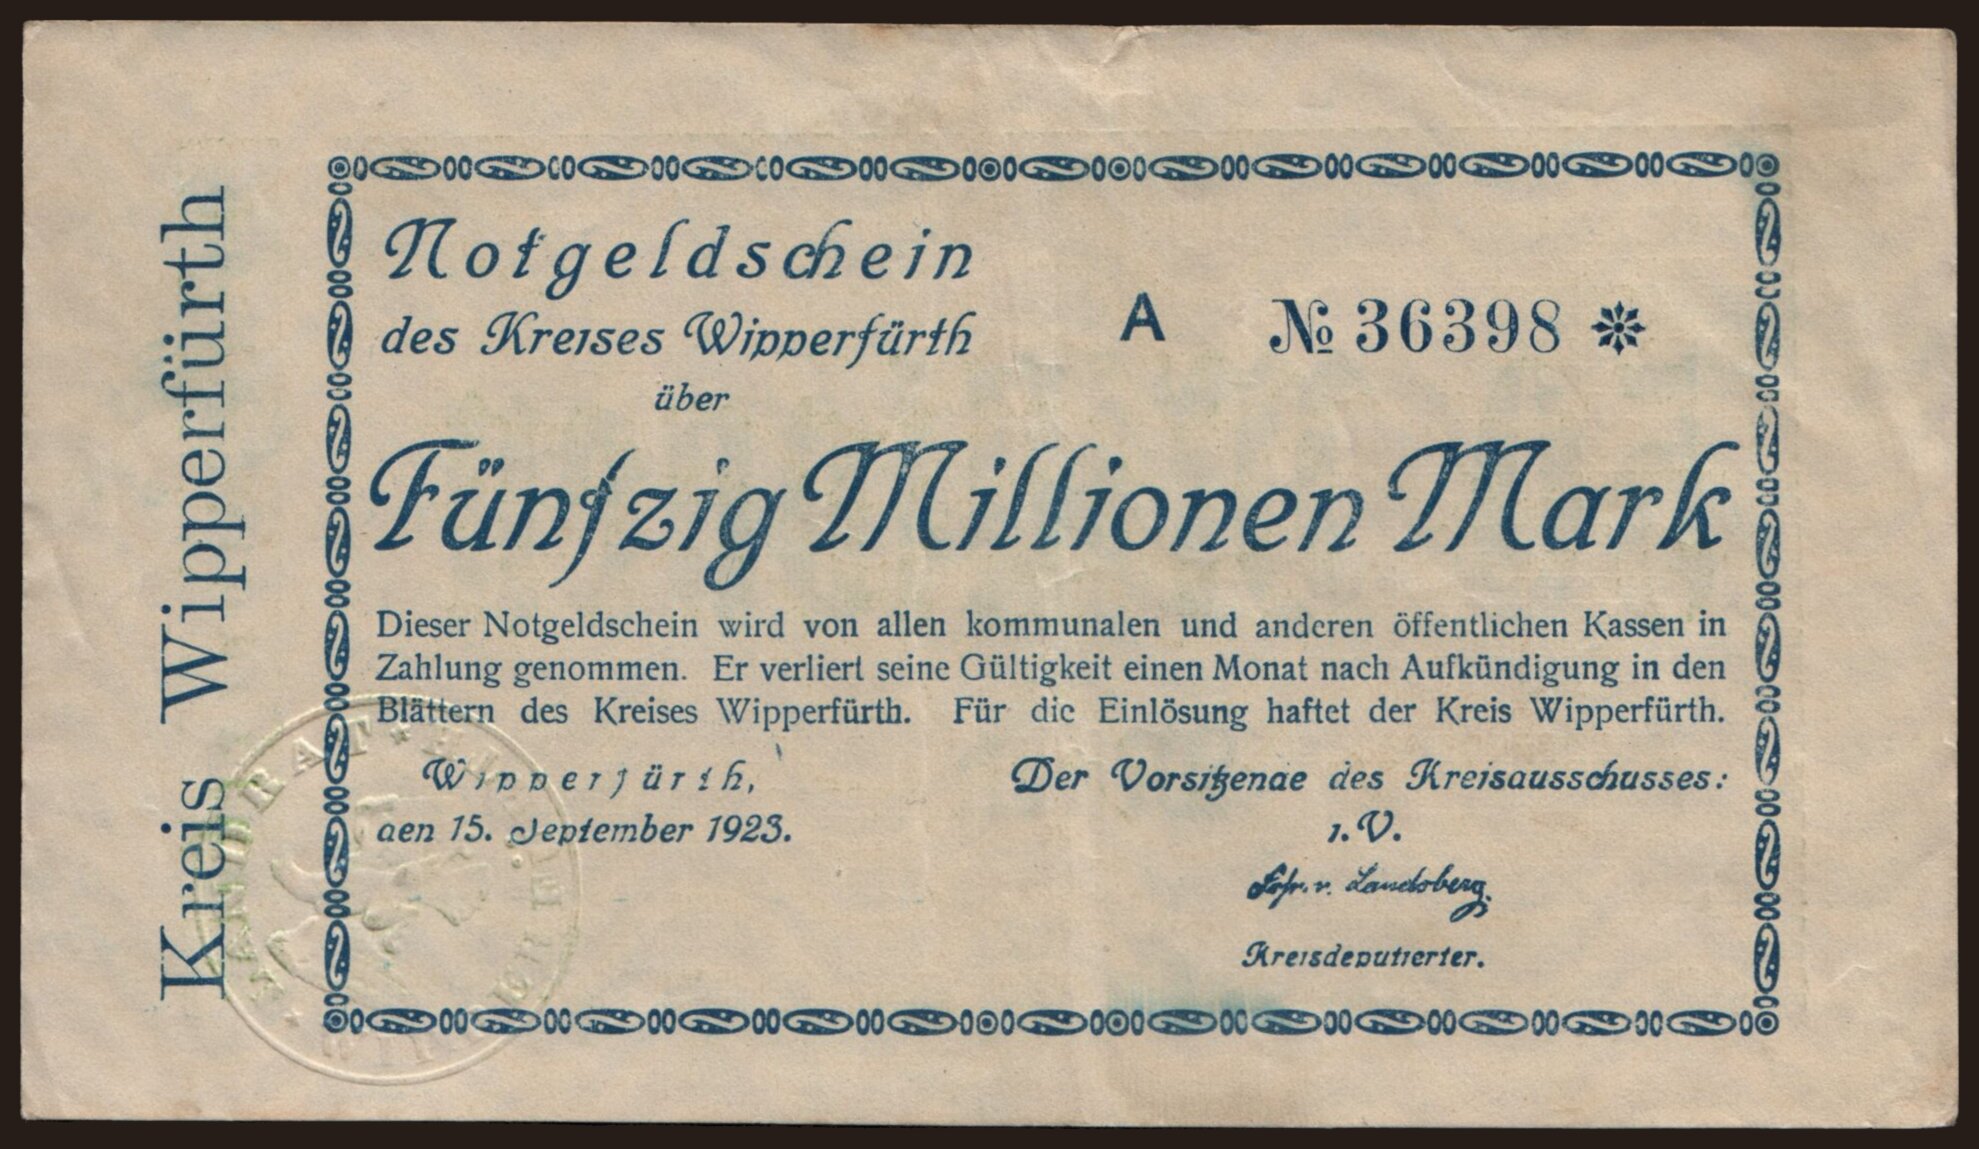 Kreis Wipperfürth
Notgeldschein
des Kreises Wipperfürth
A № 36398
über
Fünfzig Millionen Mark
Dieser Notgeldschein wird von allen kommunalen und anderen öffentlichen Kassen in
Zahlung genommen. Er verliert seine Gültigkeit einen Monat nach Aufkündigung in den
Blättern des Kreises Wipperfürth. Für die Einlösung haftet der Kreis Wipperfürth.
Wipperfürth,
den 15. September 1923.
Der Vorsitzende des Kreisausschusses:
i. V.
Frhr. v. Landsberg.
Kreisdeputierter.